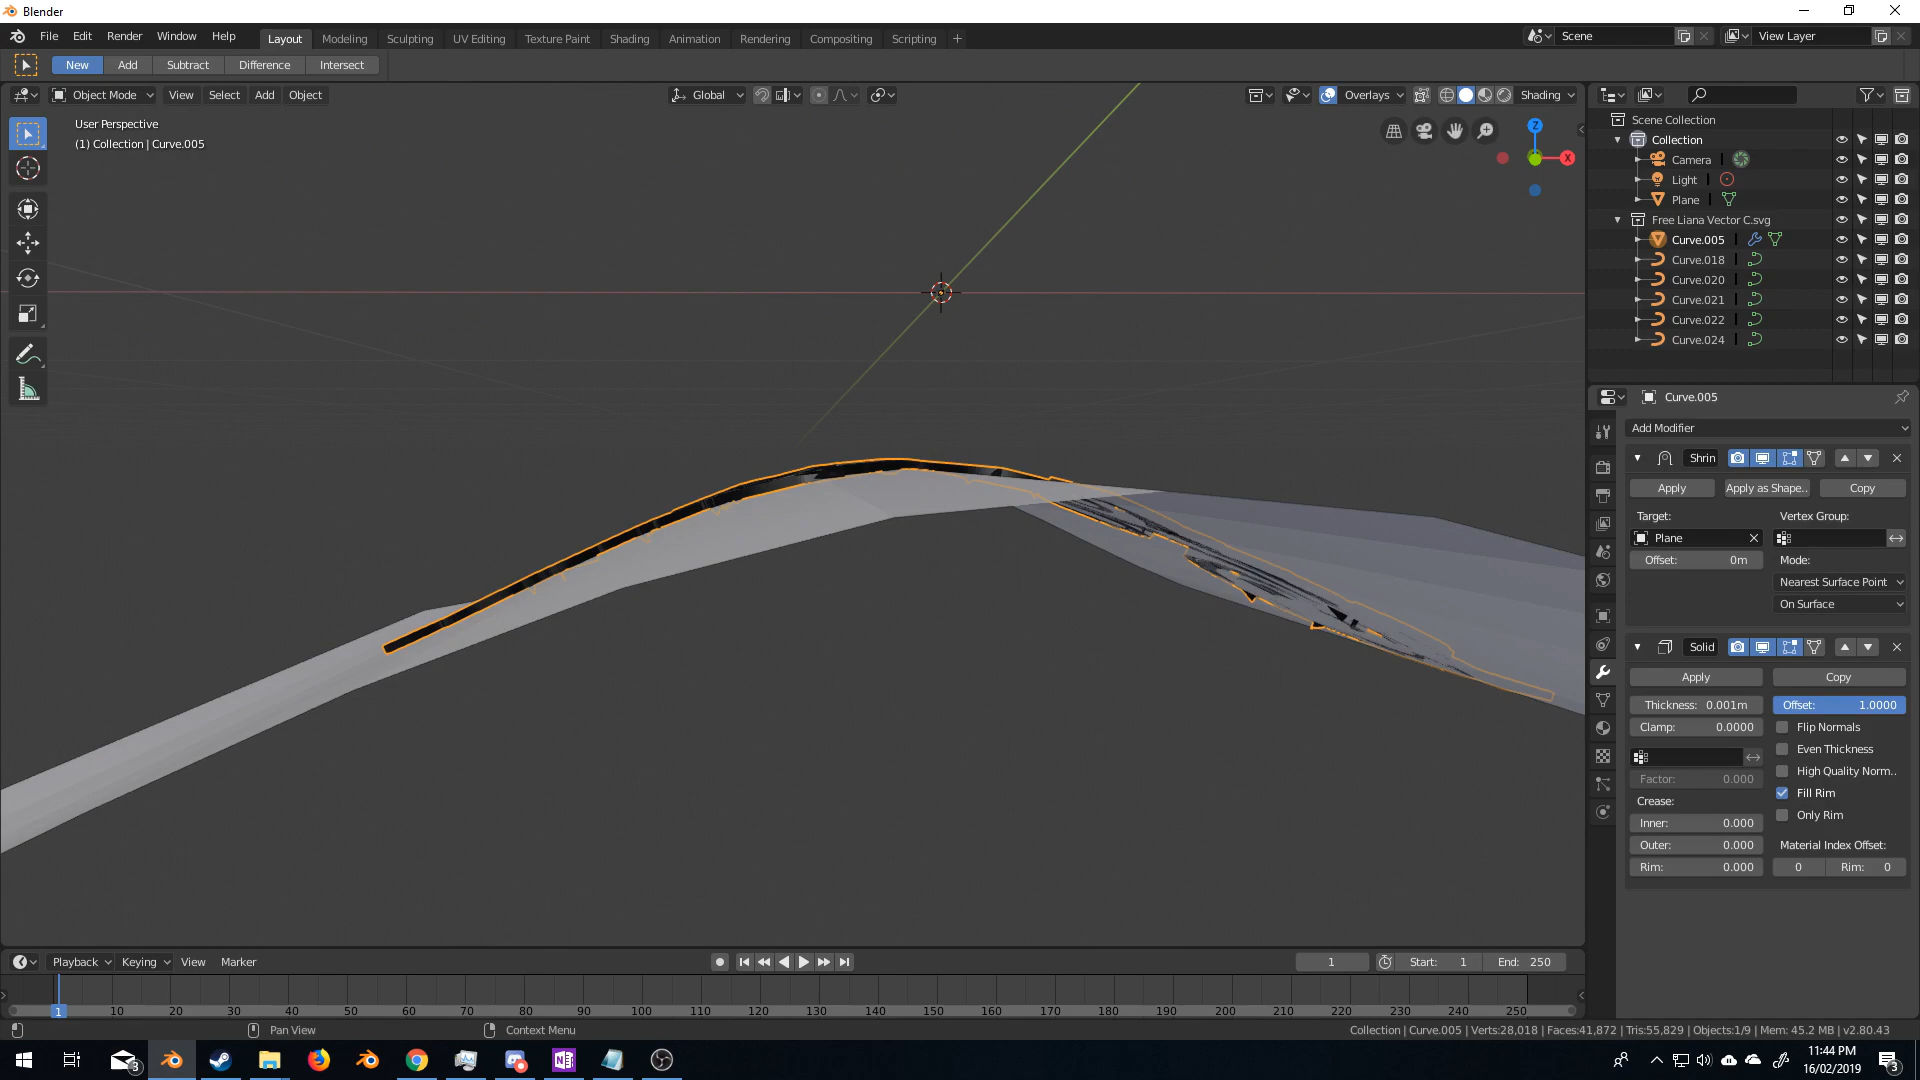 Blender
File Edit Render Window Help Layout Modeling Sculpting UV Editing Texture Paint Shading Animation Rendering Compositing Scripting + Scene View Layer
New Add Subtract Difference Intersect
Object Mode View Select Add Object Global Overlays Shading
User Perspective
(1) Collection | Curve.005
Z
X
Scene Collection
Collection
Camera
Light
Plane
Free Liana Vector C.svg
Curve.005
Curve.018
Curve.020
Curve.021
Curve.022
Curve.024
Curve.005
Add Modifier
Shrin
Apply Apply as Shape.. Copy
Target: Vertex Group:
Plane
Offset: 0m Mode:
Nearest Surface Point
On Surface
Solid
Apply Copy
Thickness: 0.001m Offset: 1.0000
Clamp: 0.0000 Flip Normals
Even Thickness
Factor: 0.000 High Quality Norm..
Crease: Fill Rim
Inner: 0.000 Only Rim
Outer: 0.000 Material Index Offset:
Rim: 0.000 0 Rim: 0
Playback Keying View Marker 1 Start: 1 End: 250
1 10 20 30 40 50 60 70 80 90 100 110 120 130 140 150 160 170 180 190 200 210 220 230 240 250
Pan View Context Menu Collection | Curve.005 | Verts:28,018 | Faces:41,872 | Tris:55,829 | Objects:1/9 | Mem: 45.2 MB | v2.80.43
3 11:44 PM
16/02/2019 3